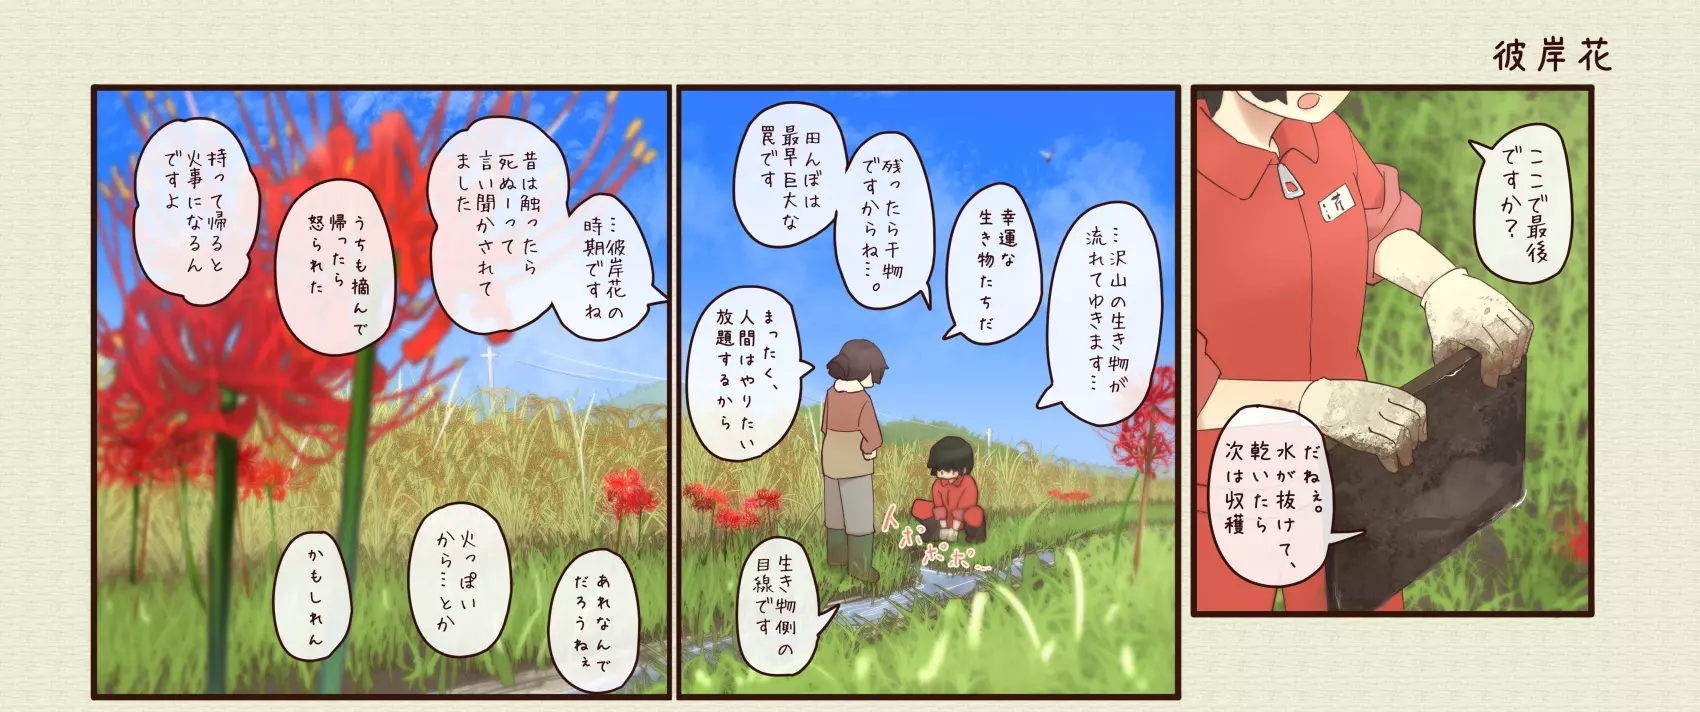 彼岸花
ここで最後
ですか?
芹
だねぇ。
水が抜けて、
乾いたら
次は収穫
…沢山の生き物が
流れてゆきます…
幸運な
生き物たちだ
残ったら干物
ですからね…。
田んぼは
最早巨大な
罠です
まったく、
人間はやりたい
放題するから
生き物側の
目線です
ポポポポ…
…彼岸花の
時期ですね
昔は触ったら
死ぬーって
言い聞かされて
ました
うちも摘んで
帰ったら
怒られた
持って帰ると
火事になるん
ですよ
あれなんで
だろうねぇ
火っぽい
から…とか
かもしれん